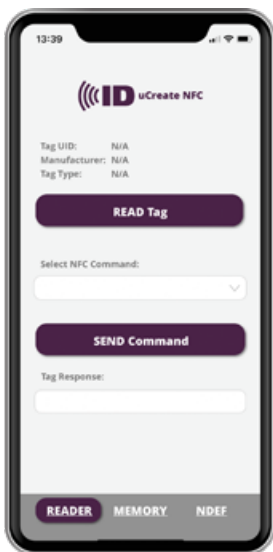 13:39
ID uCreate NFC
Tag UID: N/A
Manufacturer: N/A
Tag Type: N/A
READ Tag
Select NFC Command:
SEND Command
Tag Response:
READER MEMORY NDEF